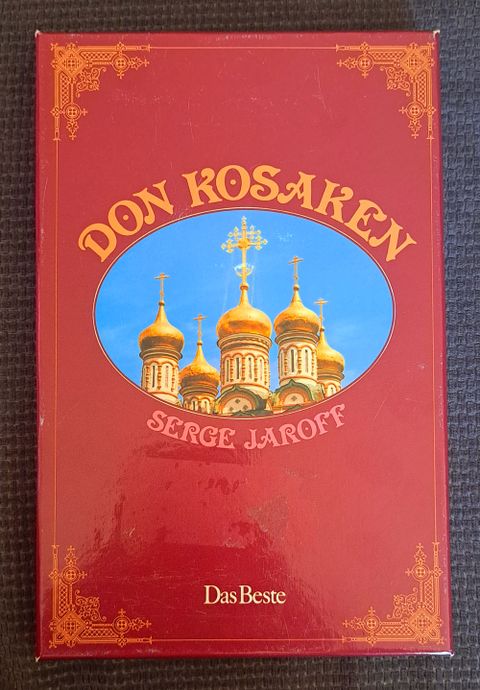 DON KOSAKEN
SERGE JAROFF
Das Beste